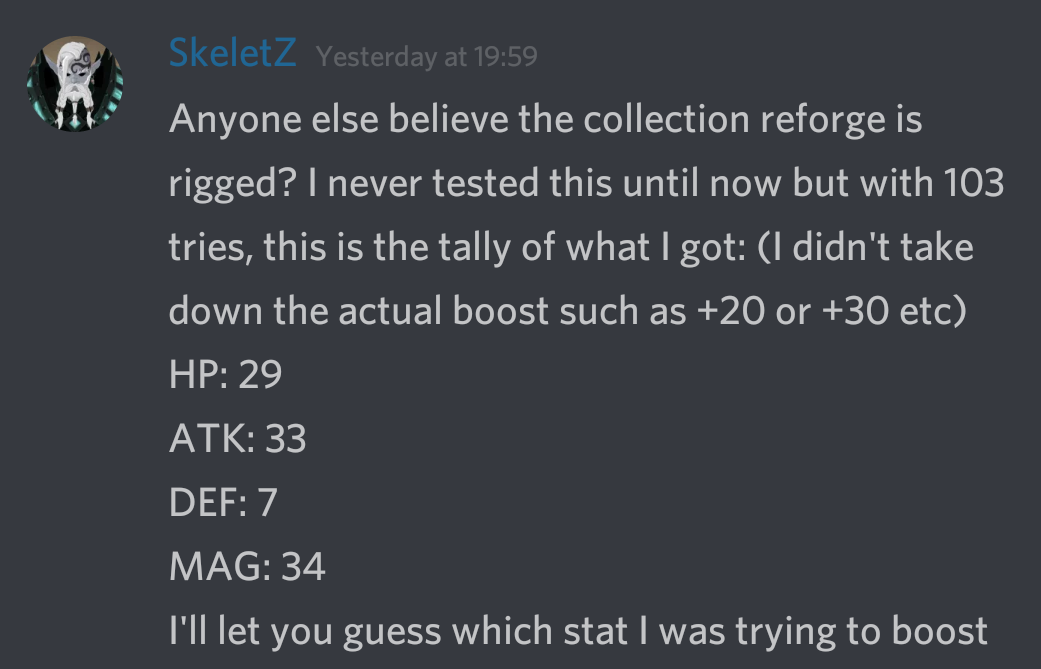 SkeletZ Yesterday at 19:59
Anyone else believe the collection reforge is
rigged? I never tested this until now but with 103
tries, this is the tally of what I got: (I didn't take
down the actual boost such as +20 or +30 etc)
HP: 29
ATK: 33
DEF: 7
MAG: 34
I'll let you guess which stat I was trying to boost